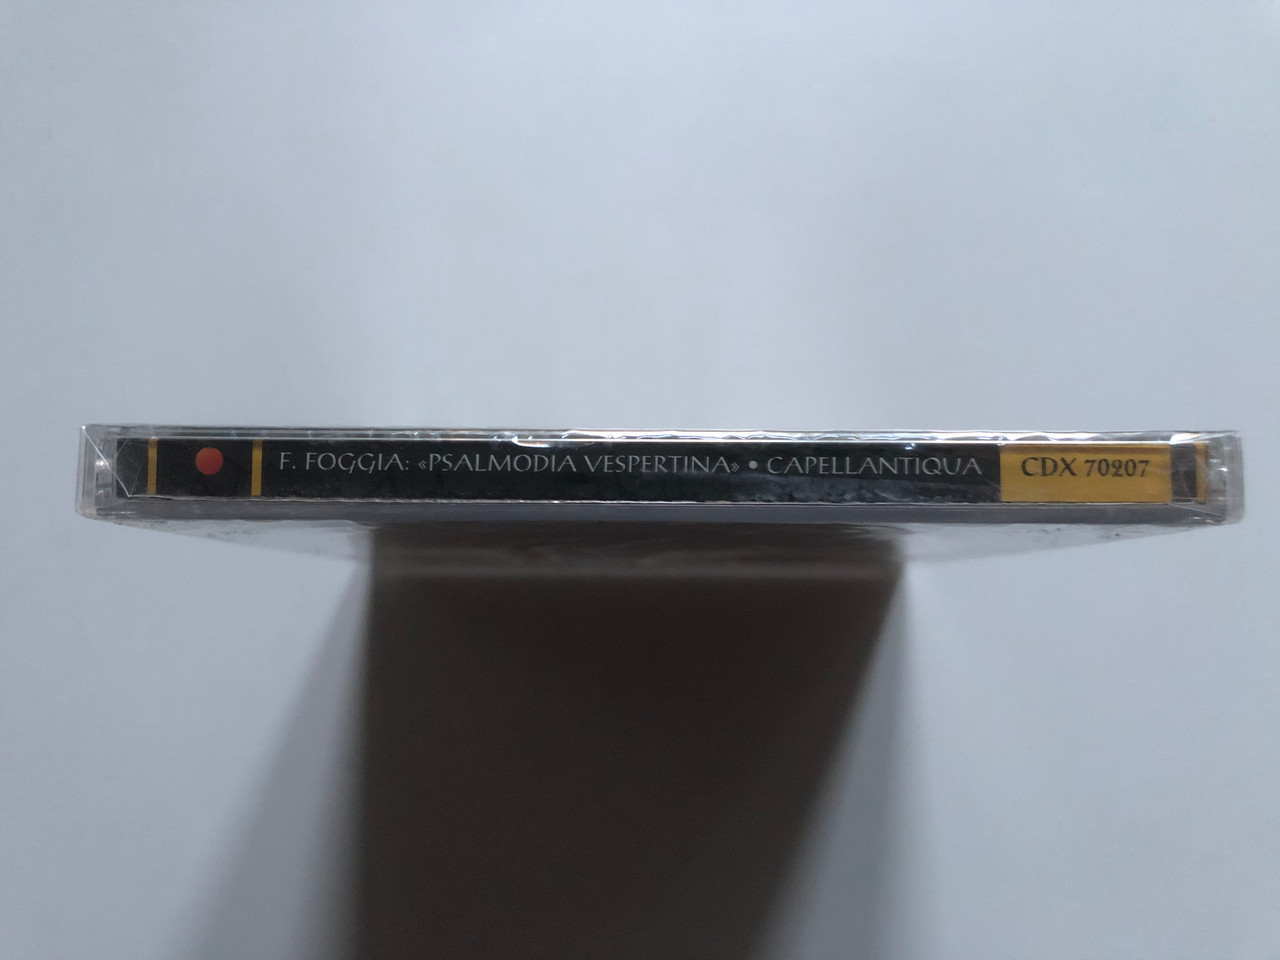 F. FOGGIA: «PSALMODIA VESPERTINA» • CAPELLANTIQUA CDX 70207